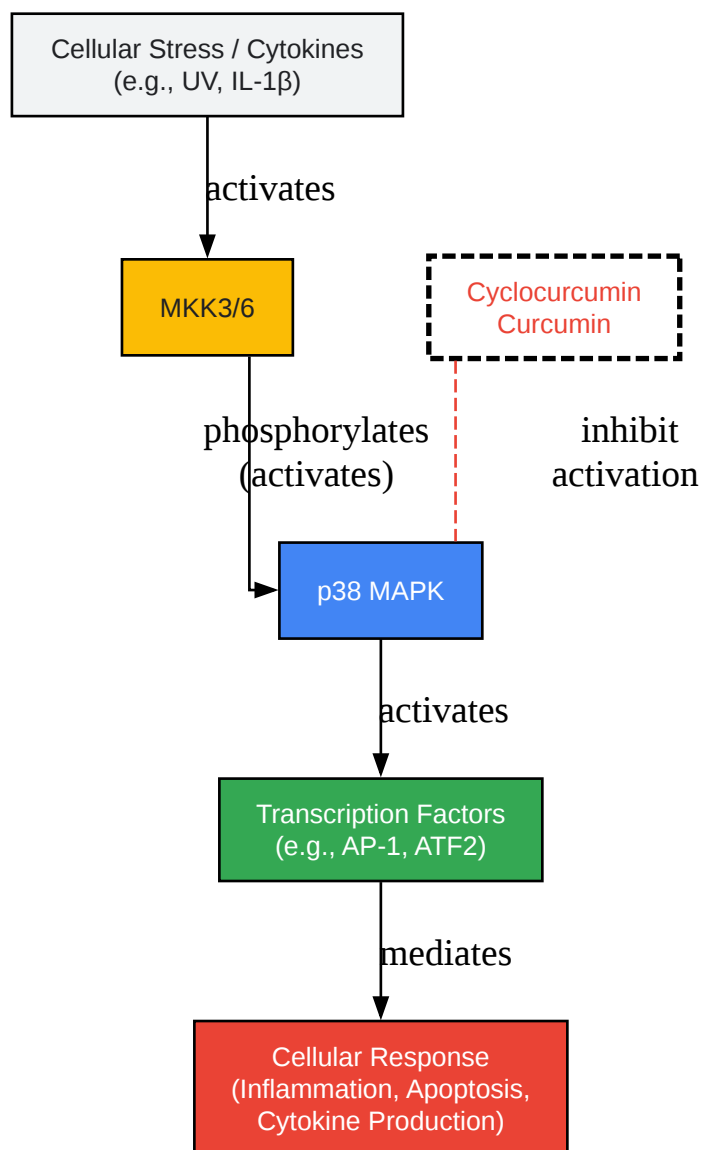 Cellular Stress / Cytokines
(e.g., UV, IL-1β)
activates
MKK3/6
Cyclocurcumin
Curcumin
phosphorylates
(activates)
inhibit
activation
p38 MAPK
activates
Transcription Factors
(e.g., AP-1, ATF2)
mediates
Cellular Response
(Inflammation, Apoptosis,
Cytokine Production)